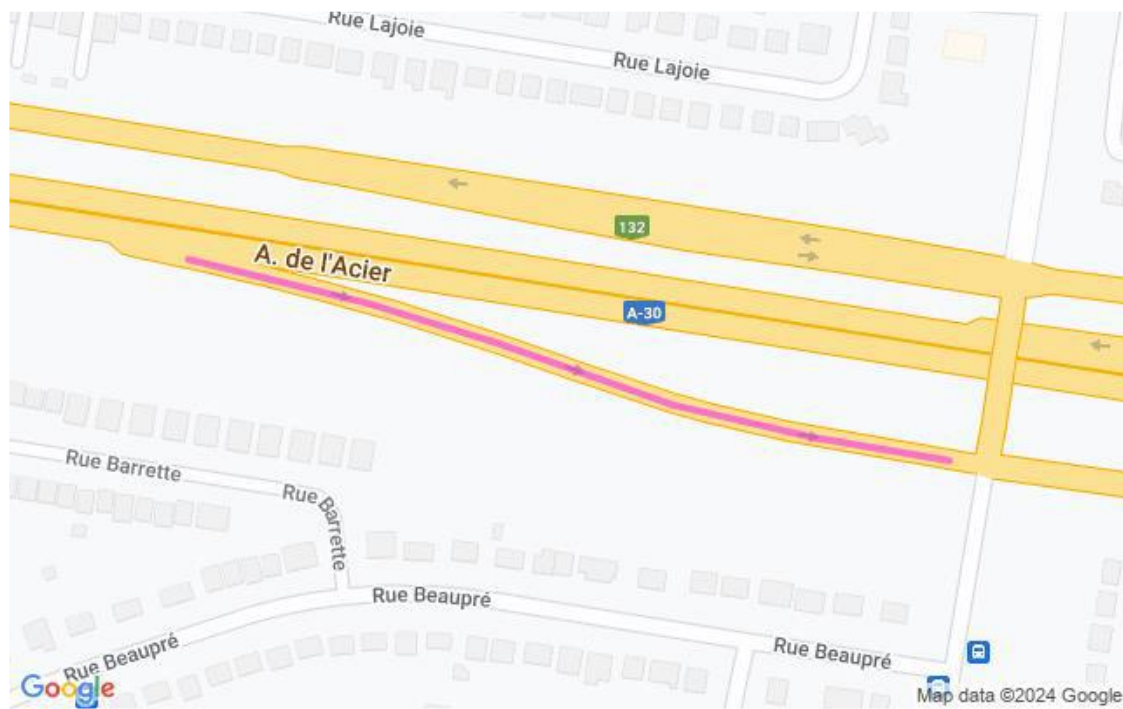 Rue Lajoie
Rue Lajoie
132
A. de l'Acier
A-30
Rue Barrette
Rue Barrette
Rue Beaupré
Rue Beaupré
Rue Beaupré
Google
Map data ©2024 Google